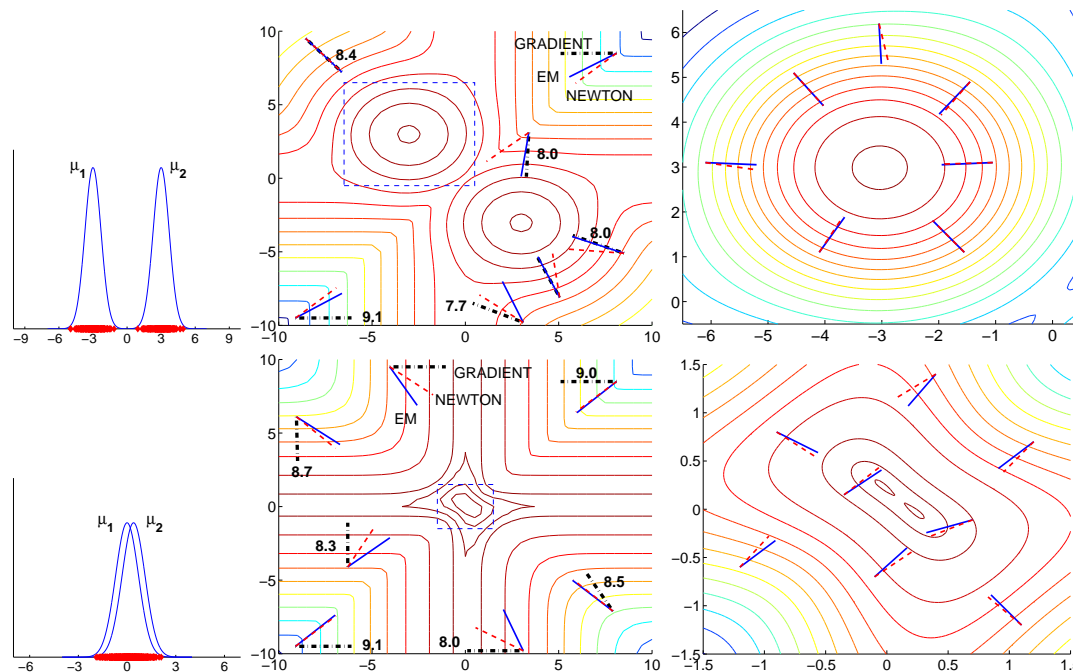 μ1
μ2
−9 −6 −3 0 3 6 9
10
5
0
−5
−10
−10 −5 0 5 10
8.4
GRADIENT
EM
NEWTON
8.0
8.0
7.7
9.1
6
5
4
3
2
1
0
−6 −5 −4 −3 −2 −1 0
μ1
μ2
−6 −3 0 3 6
10
5
0
−5
−10
−10 −5 0 5 10
GRADIENT
NEWTON
EM
9.0
8.7
8.3
8.5
9.1
8.0
1.5
1
0.5
0
−0.5
−1
−1.5
−1.5 −1 −0.5 0 0.5 1